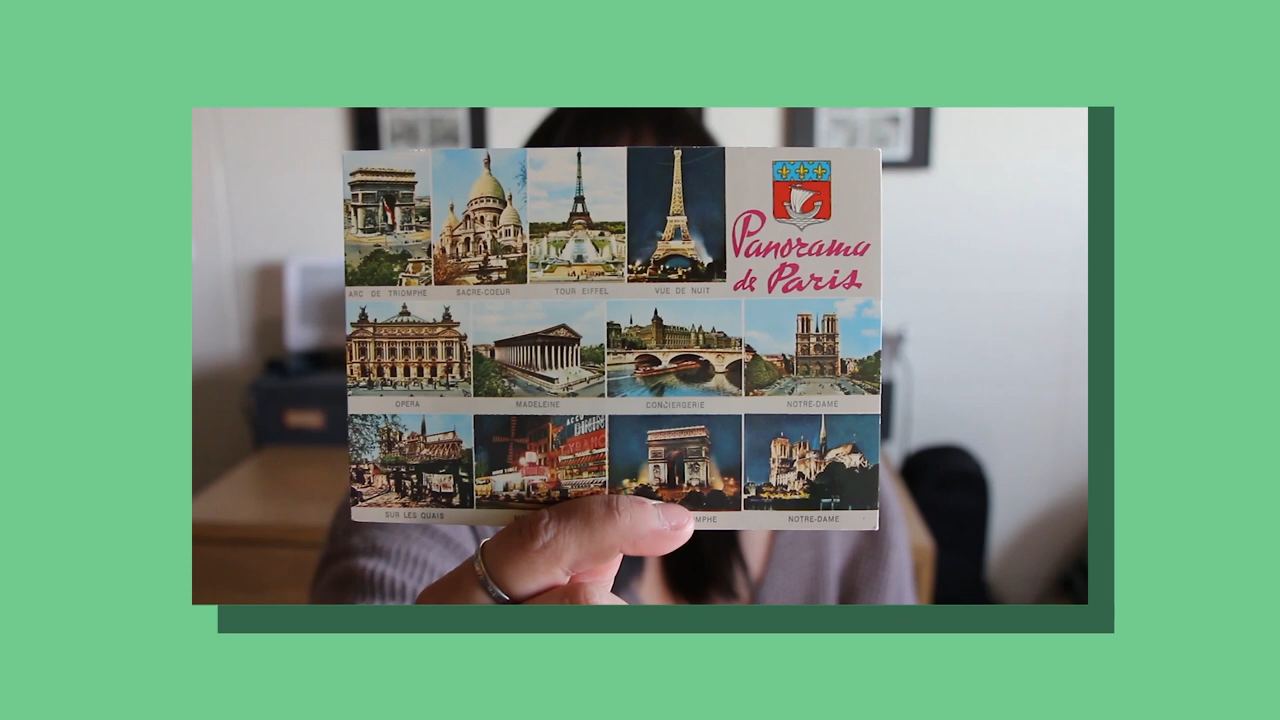 Panorama
de Paris
ARC DE TRIOMPHE
SACRE-COEUR
TOUR EIFFEL
VUE DE NUIT
OPERA
MADELEINE
CONCIERGERIE
NOTRE-DAME
SUR LES QUAIS
NOTRE-DAME